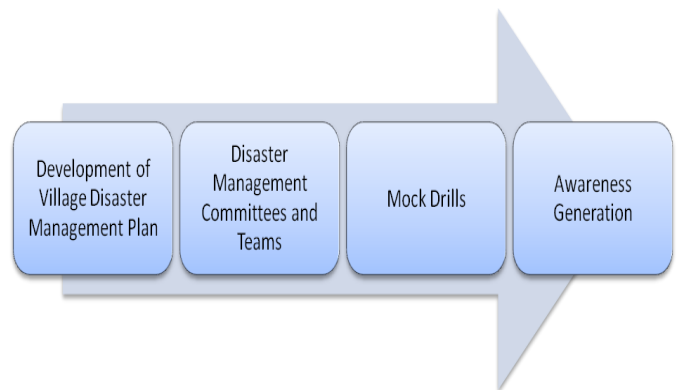 Development of
Village Disaster
Management Plan
Disaster
Management
Committees and
Teams
Mock Drills
Awareness
Generation